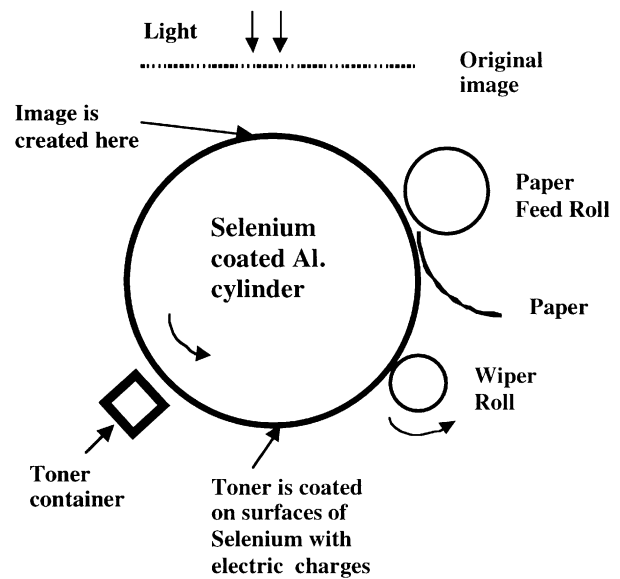 Light
Original
image
Image is
created here
Paper
Feed Roll
Selenium
coated Al.
cylinder
Paper
Wiper
Roll
Toner
container
Toner is coated
on surfaces of
Selenium with
electric charges